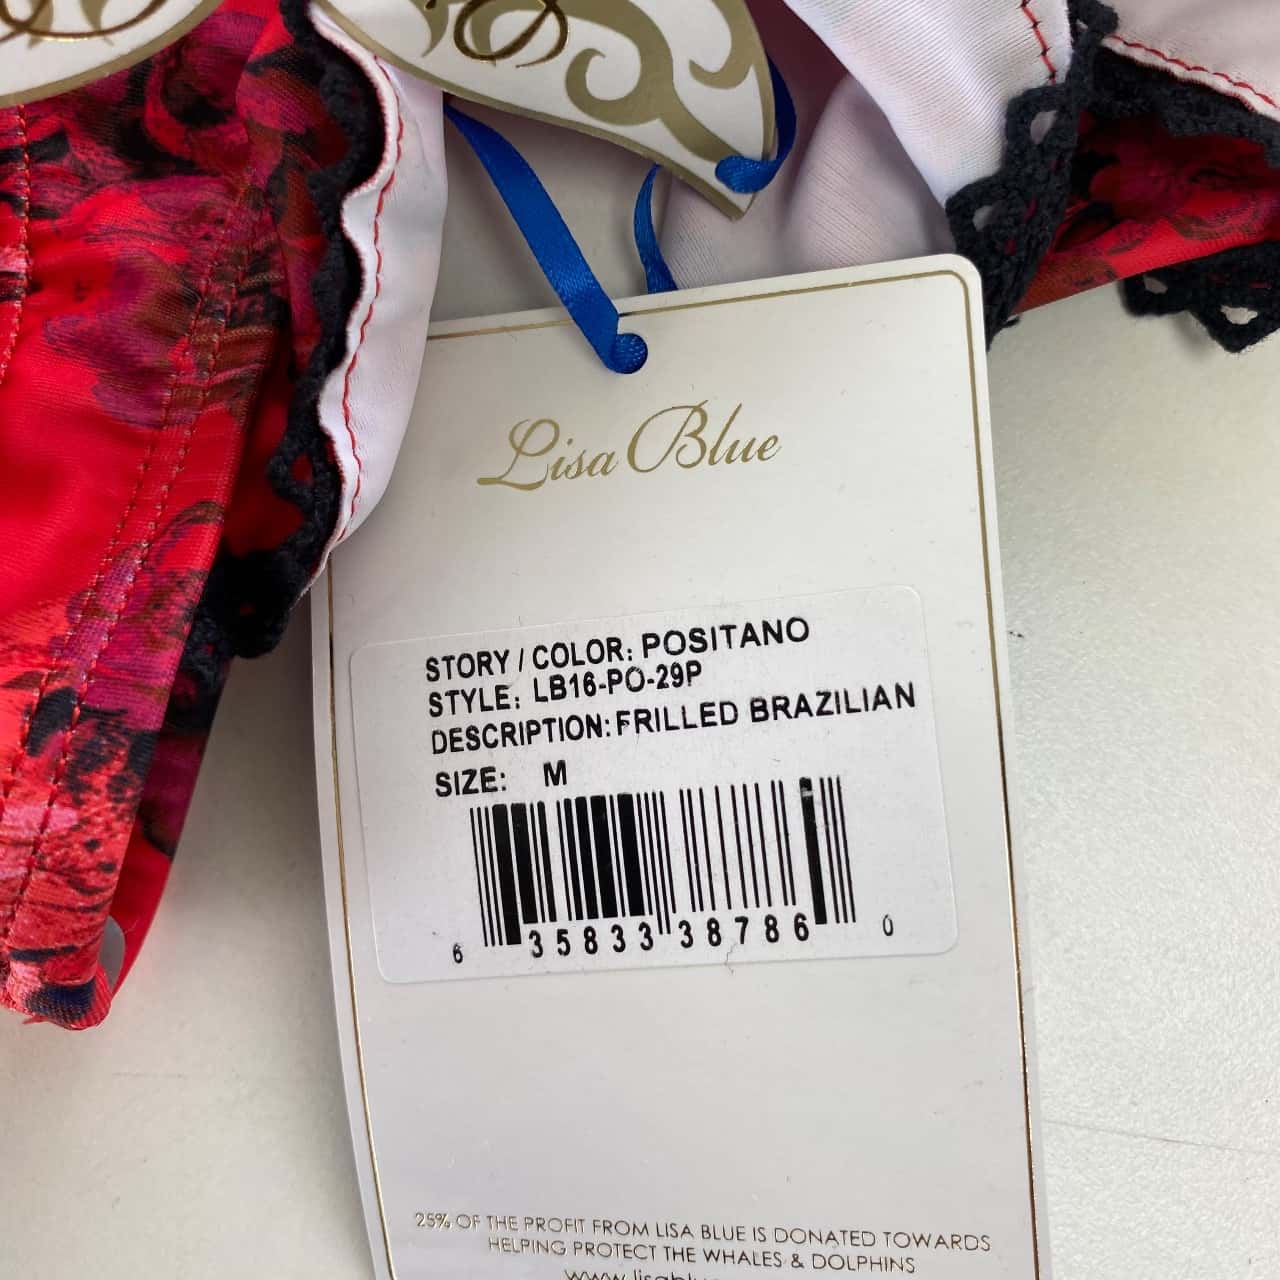 Lisa Blue
STORY / COLOR: POSITANO
STYLE: LB16-PO-29P
DESCRIPTION: FRILLED BRAZILIAN
SIZE: M
6 35833 38786 0
25% OF THE PROFIT FROM LISA BLUE IS DONATED TOWARDS
HELPING PROTECT THE WHALES & DOLPHINS